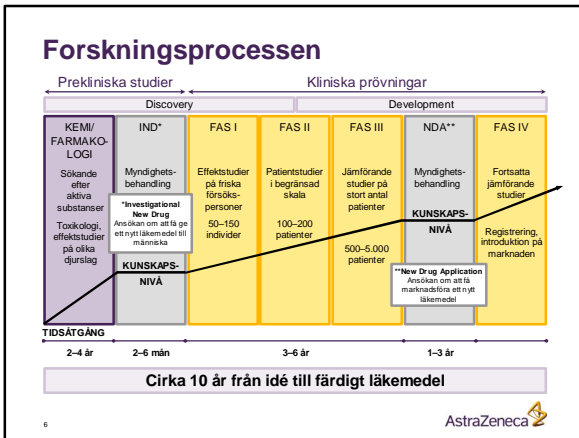 Forskningsprocessen
Prekliniska studier
Kliniska prövningar
Discovery
Development
KEMI/
FARMAKO-
LOGI
Sökande
efter
aktiva
substanser
Toxikologi,
effektstudier
på olika
djurslag
IND*
Myndighets-
behandling
*Investigational
New Drug
Ansökan om att få ge
ett nytt läkemedel till
människa
KUNSKAPS-
NIVÅ
FAS I
Effektstudier
på friska
försöks-
personer
50–150
individer
FAS II
Patientstudier
i begränsad
skala
100–200
patienter
FAS III
Jämförande
studier på
stort antal
patienter
500–5.000
patienter
NDA**
Myndighets-
behandling
KUNSKAPS-
NIVÅ
**New Drug Application
Ansökan om att få
marknadsföra ett nytt
läkemedel
FAS IV
Fortsatta
jämförande
studier
Registrering,
introduktion på
marknaden
TIDSÅTGÅNG
2–4 år
2–6 mån
3–6 år
1–3 år
Cirka 10 år från idé till färdigt läkemedel
6
AstraZeneca